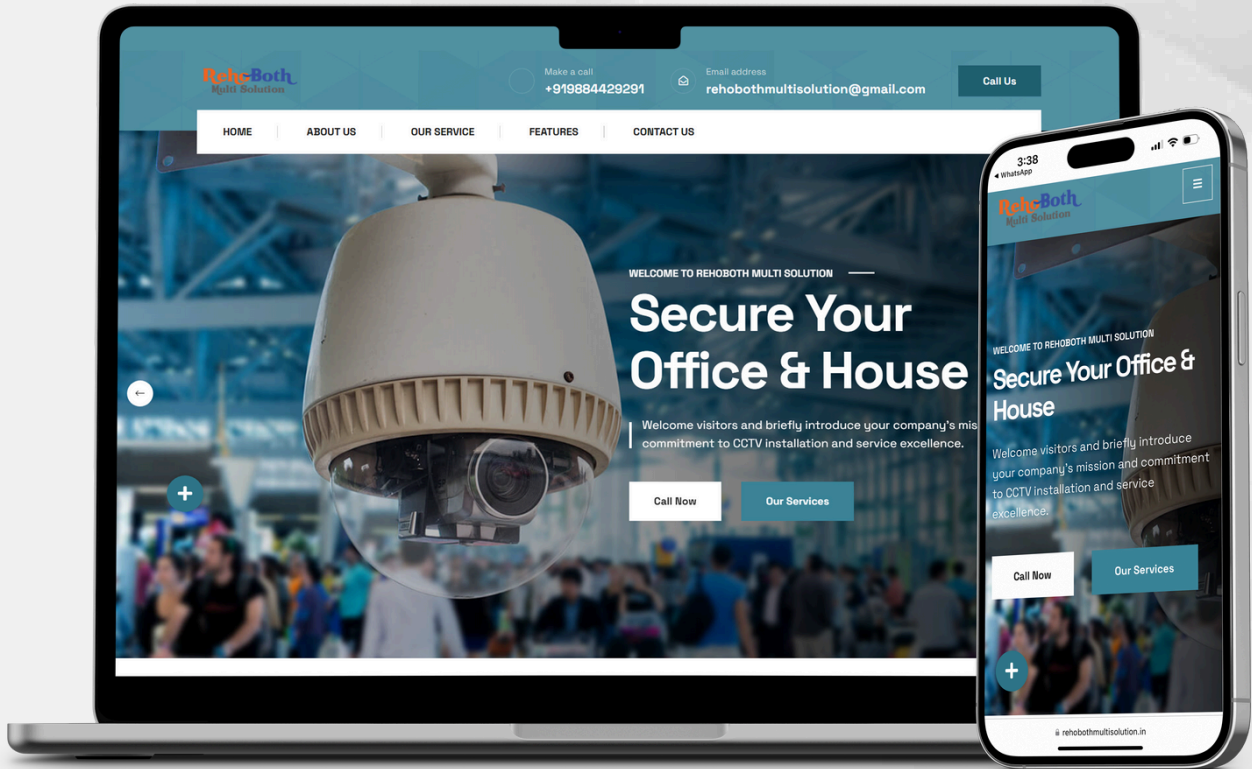 RehoBoth
Multi Solution
Make a call
+919884429291
Email address
rehobothmultisolution@gmail.com
Call Us
HOME
ABOUT US
OUR SERVICE
FEATURES
CONTACT US
WELCOME TO REHOBOTH MULTI SOLUTION
Secure Your
Office & House
Welcome visitors and briefly introduce your company's mis
commitment to CCTV installation and service excellence.
Call Now
Our Services
3:38
WhatsApp
RehoBoth
Multi Solution
WELCOME TO REHOBOTH MULTI SOLUTION
Secure Your Office &
House
Welcome visitors and briefly introduce
your company's mission and commitment
to CCTV installation and service
excellence.
Call Now
Our Services
rehobothmultisolution.in